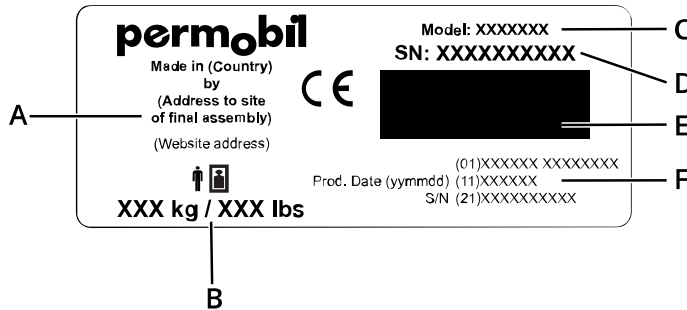 permobil
Made in (Country)
by
(Address to site
of final assembly)
(Website address)
XXX kg / XXX lbs
Model: XXXXXXX
SN: XXXXXXXXXX
CE
(01)XXXXXX XXXXXXXX
Prod. Date (yymmdd) (11)XXXXXX
S/N (21)XXXXXXXXXX
A
B
C
D
E
F